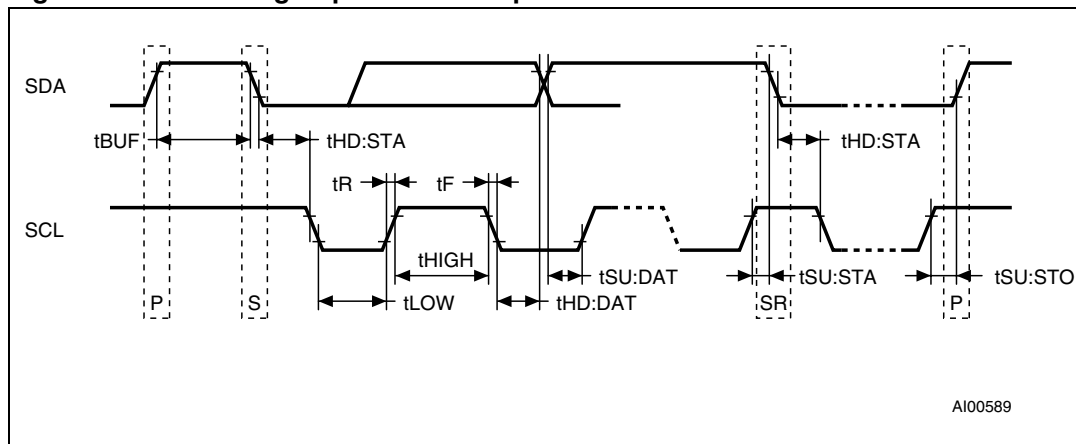 SDA
tBUF
tHD:STA
tHD:STA
tR
tF
SCL
tHIGH
tSU:DAT
tSU:STA
tSU:STO
tLOW
tHD:DAT
P
S
SR
P
AI00589